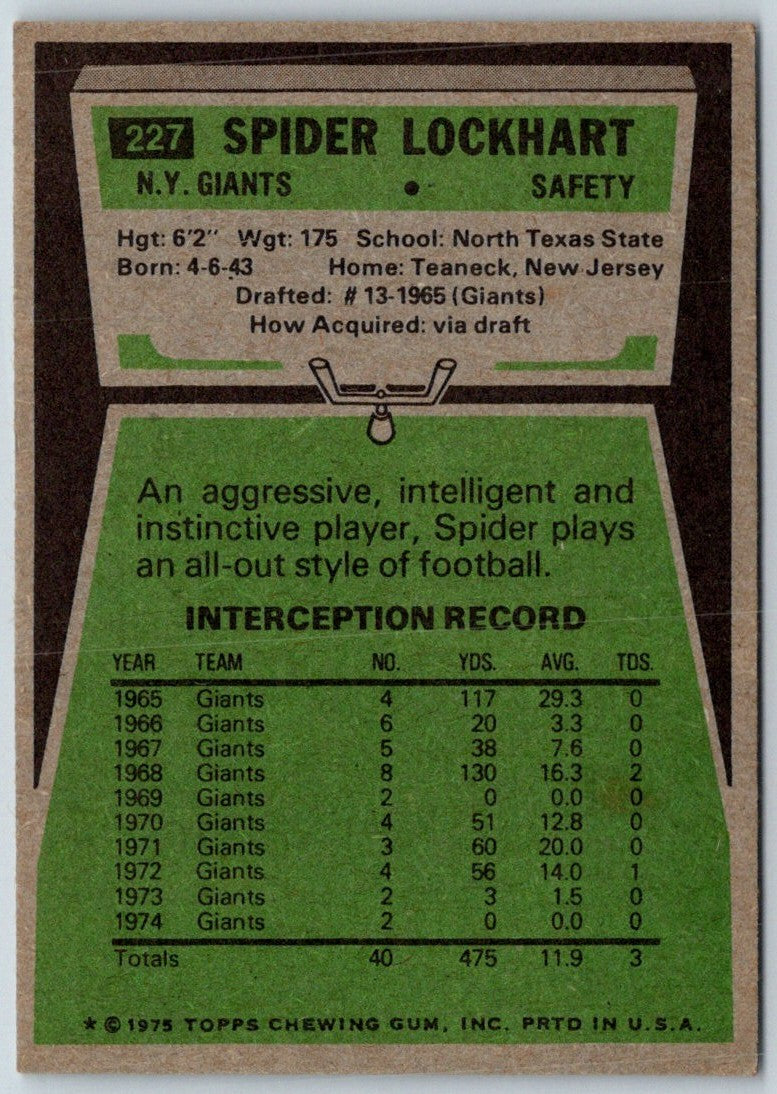 227 SPIDER LOCKHART
N.Y. GIANTS • SAFETY
Hgt: 6'2" Wgt: 175 School: North Texas State
Born: 4-6-43 Home: Teaneck, New Jersey
Drafted: # 13-1965 (Giants)
How Acquired: via draft
An aggressive, intelligent and
instinctive player, Spider plays
an all-out style of football.
INTERCEPTION RECORD
YEAR TEAM NO. YDS. AVG. TDS.
1965 Giants 4 117 29.3 0
1966 Giants 6 20 3.3 0
1967 Giants 5 38 7.6 0
1968 Giants 8 130 16.3 2
1969 Giants 2 0 0.0 0
1970 Giants 4 51 12.8 0
1971 Giants 3 60 20.0 0
1972 Giants 4 56 14.0 1
1973 Giants 2 3 1.5 0
1974 Giants 2 0 0.0 0
Totals 40 475 11.9 3
* © 1975 TOPPS CHEWING GUM, INC. PRTD IN U.S.A.